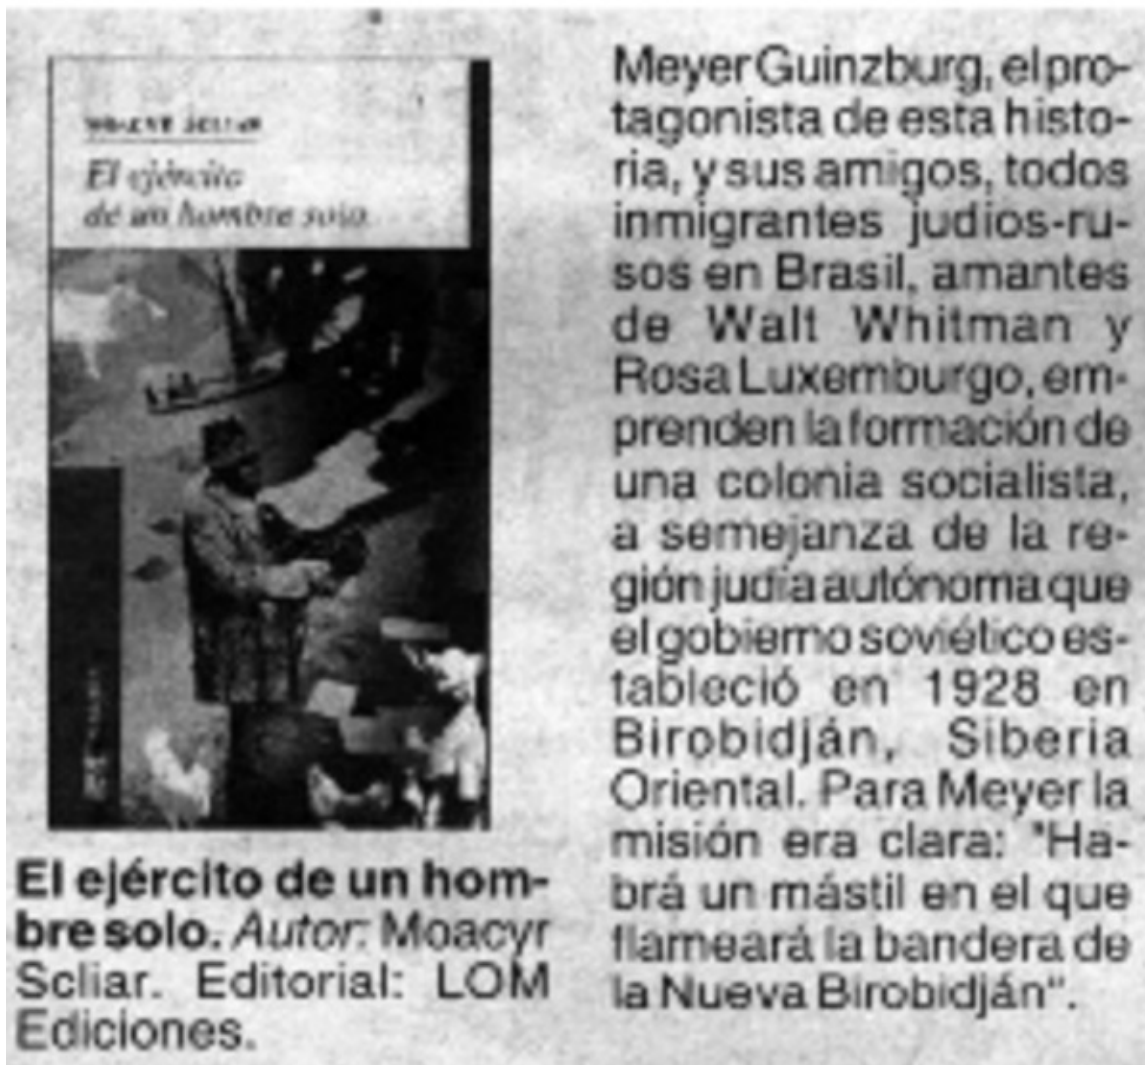 MOACYR SCLIAR
El ejército
de un hombre solo
El ejército de un hom-
bre solo. Autor: Moacyr
Scliar. Editorial: LOM
Ediciones.
Meyer Guinzburg, el pro-
tagonista de esta histo-
ria, y sus amigos, todos
inmigrantes judios-ru-
sos en Brasil, amantes
de Walt Whitman y
Rosa Luxemburgo, em-
prenden la formación de
una colonia socialista,
a semejanza de la re-
gión judía autónoma que
el gobierno soviético es-
tableció en 1928 en
Birobidján, Siberia
Oriental. Para Meyer la
misión era clara: "Ha-
brá un mástil en el que
flameará la bandera de
la Nueva Birobidján".